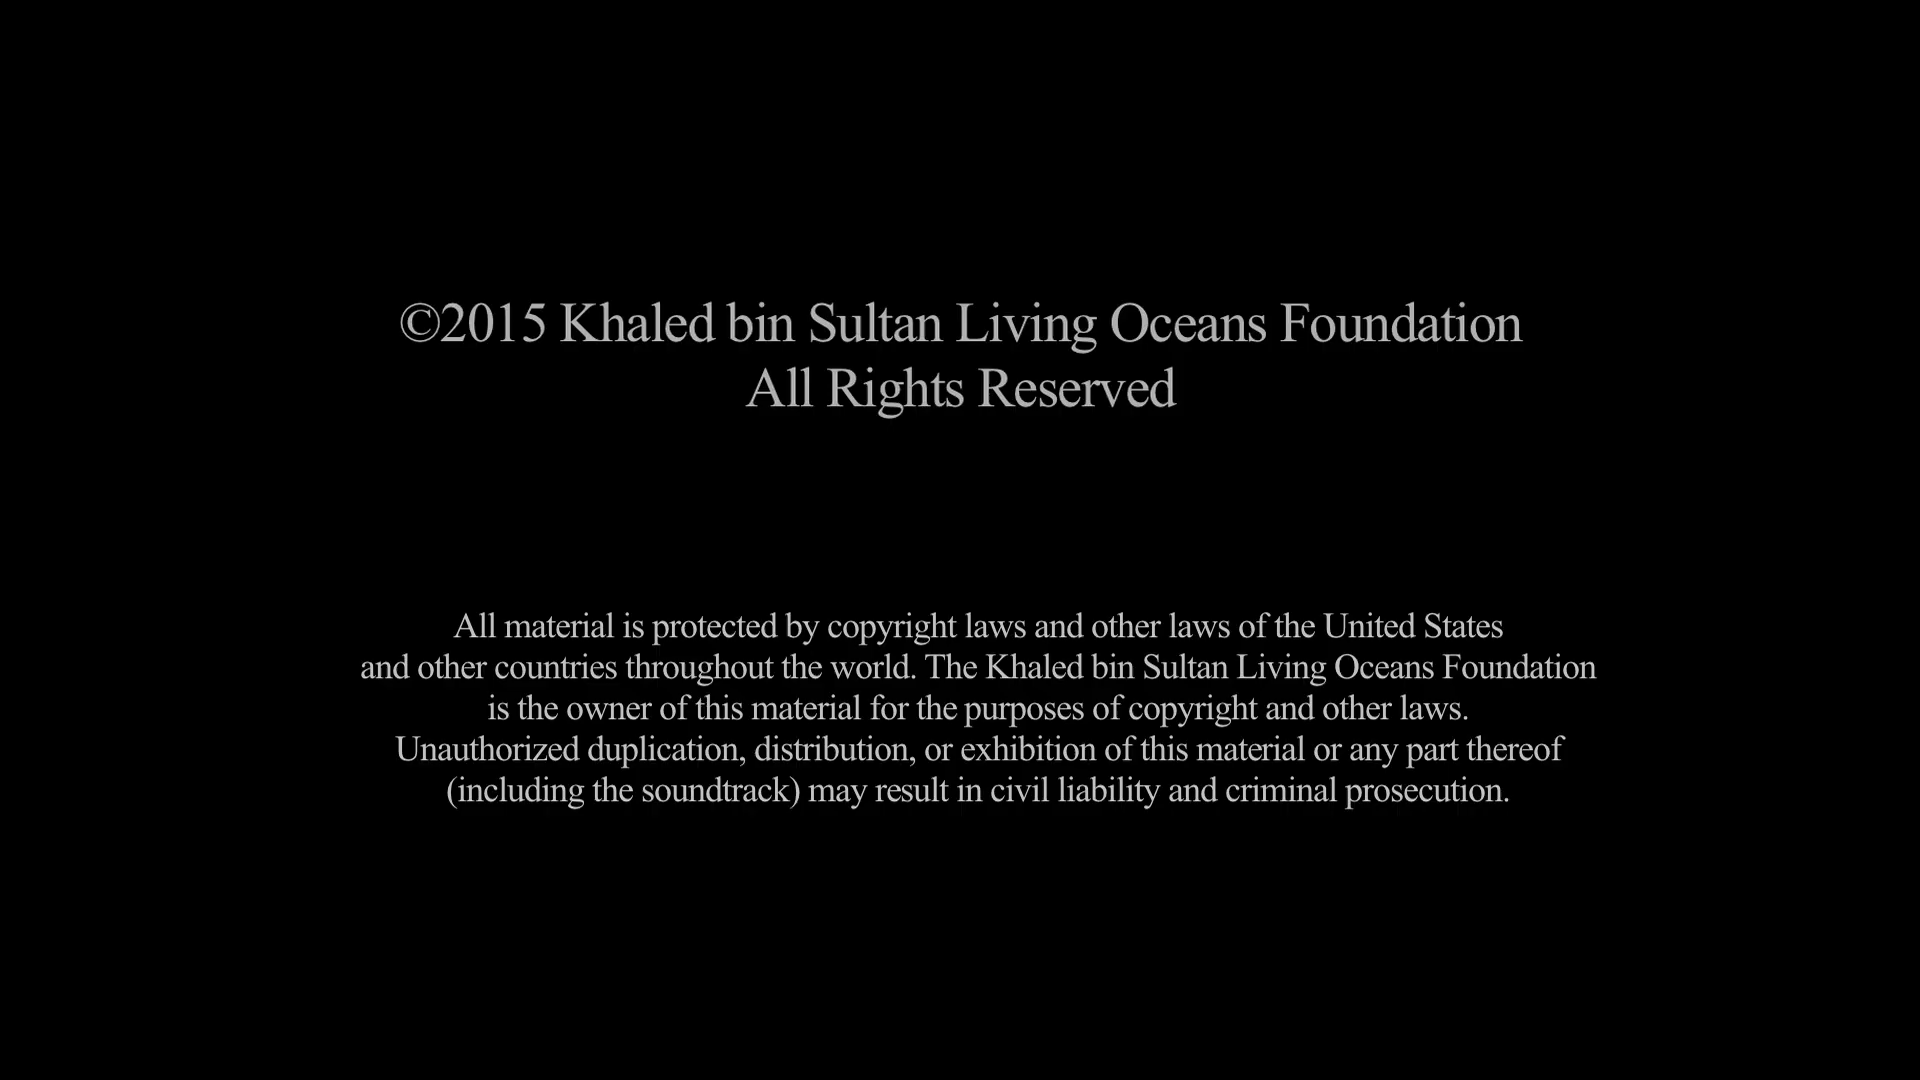 ©2015 Khaled bin Sultan Living Oceans Foundation
All Rights Reserved
All material is protected by copyright laws and other laws of the United States
and other countries throughout the world. The Khaled bin Sultan Living Oceans Foundation
is the owner of this material for the purposes of copyright and other laws.
Unauthorized duplication, distribution, or exhibition of this material or any part thereof
(including the soundtrack) may result in civil liability and criminal prosecution.